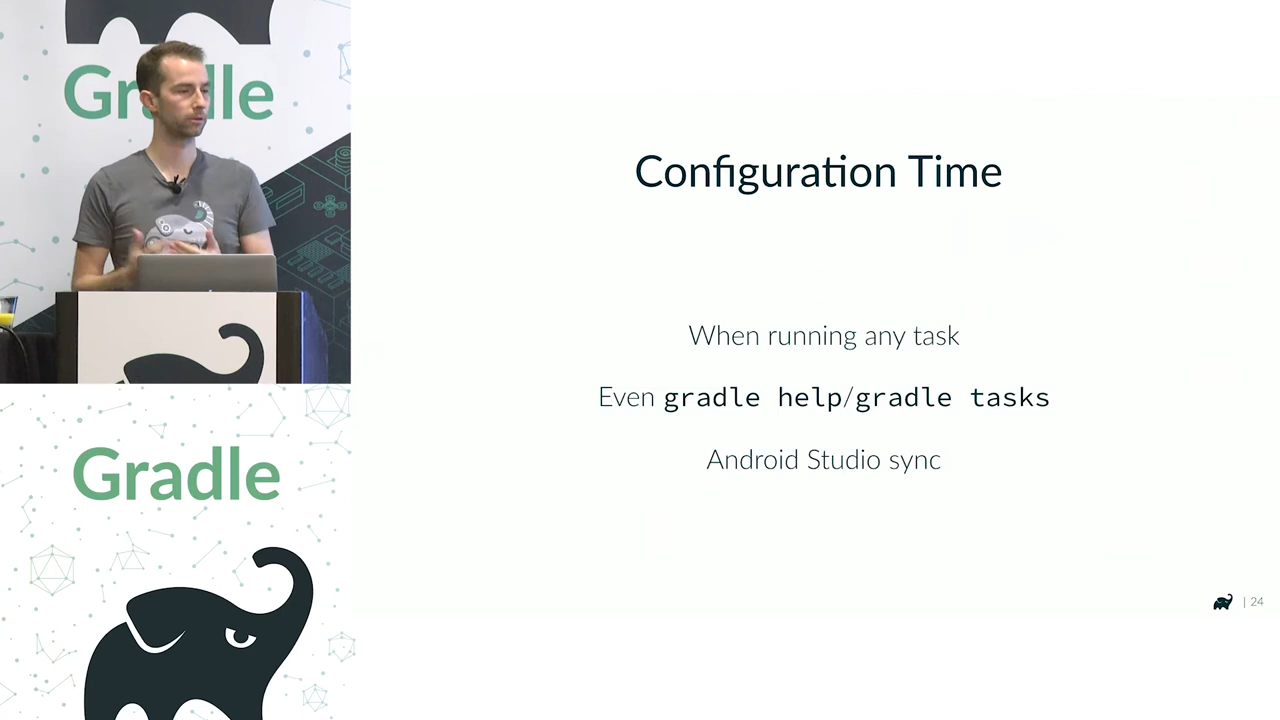 Gradle
Gradle
Configuration Time
When running any task
Even gradle help/gradle tasks
Android Studio sync
| 24